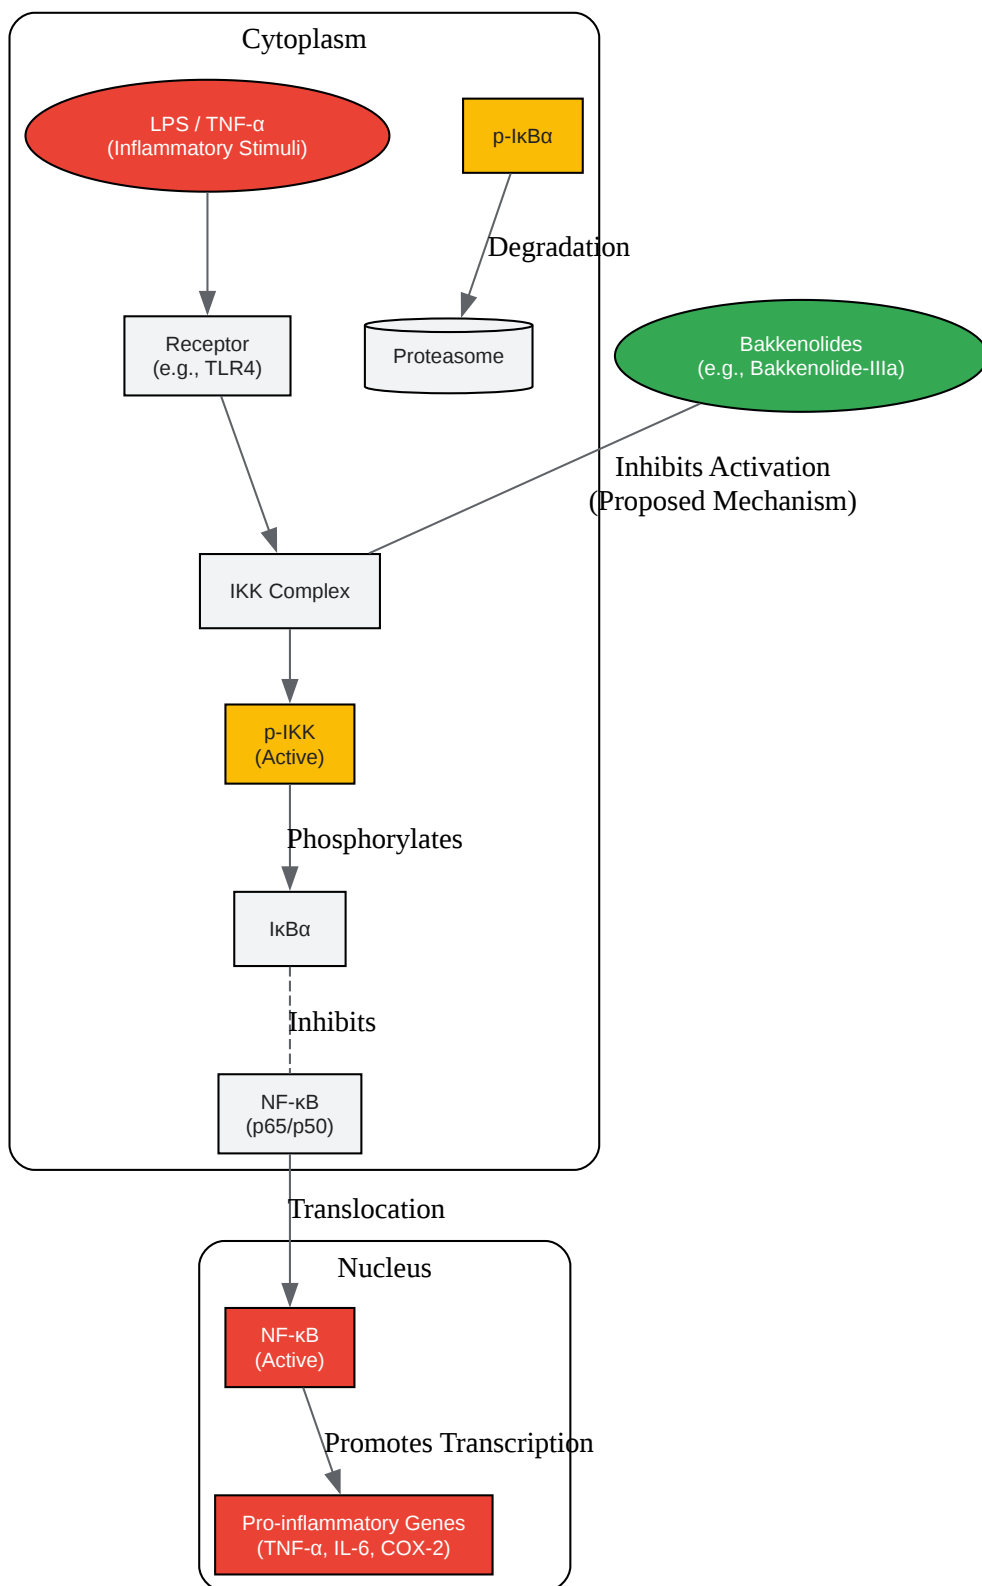 Cytoplasm
LPS / TNF-α
(Inflammatory Stimuli)
p-IκBα
Degradation
Receptor
(e.g., TLR4)
Proteasome
Bakkenolides
(e.g., Bakkenolide-IIIa)
Inhibits Activation
(Proposed Mechanism)
IKK Complex
p-IKK
(Active)
Phosphorylates
IκBα
Inhibits
NF-κB
(p65/p50)
Translocation
Nucleus
NF-κB
(Active)
Promotes Transcription
Pro-inflammatory Genes
(TNF-α, IL-6, COX-2)